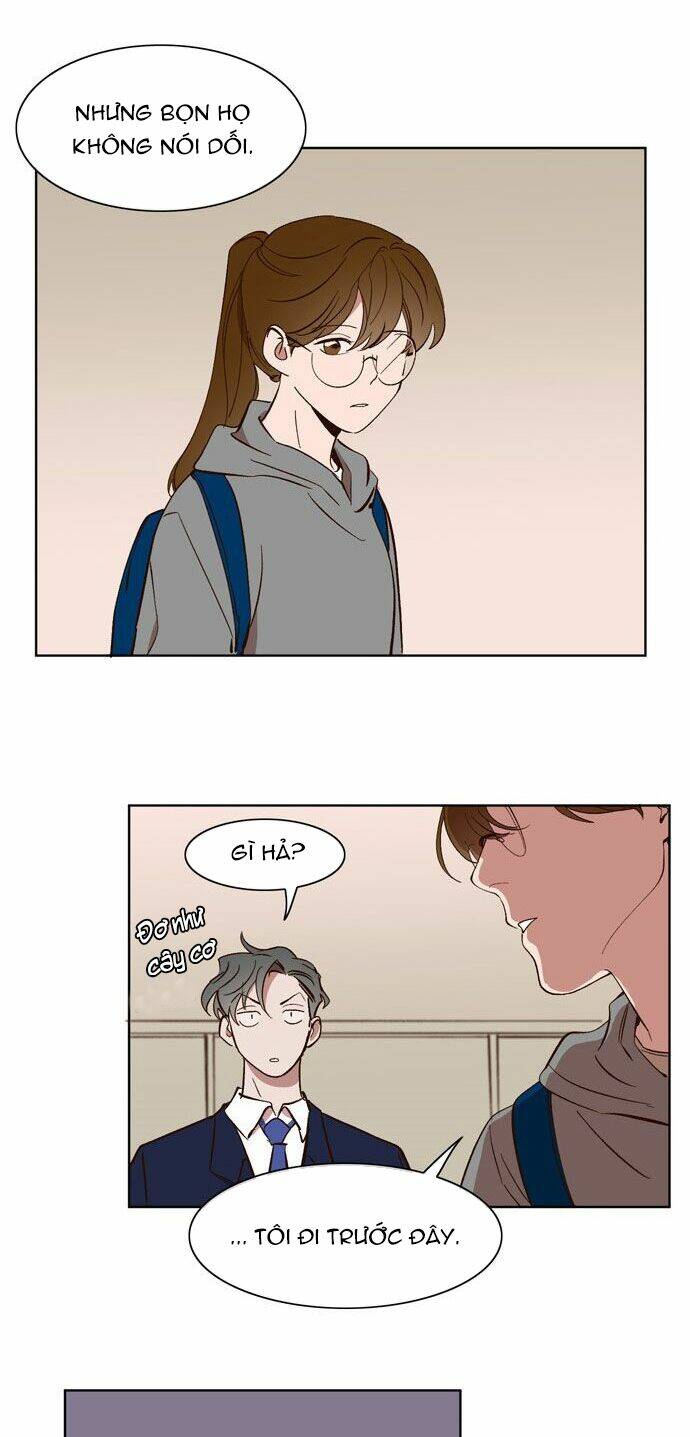 NHƯNG BỌN HỌ
KHÔNG NÓI DỐI.
GÌ HẢ?
Đơ như
cây cơ
... TÔI ĐI TRƯỚC ĐÂY.